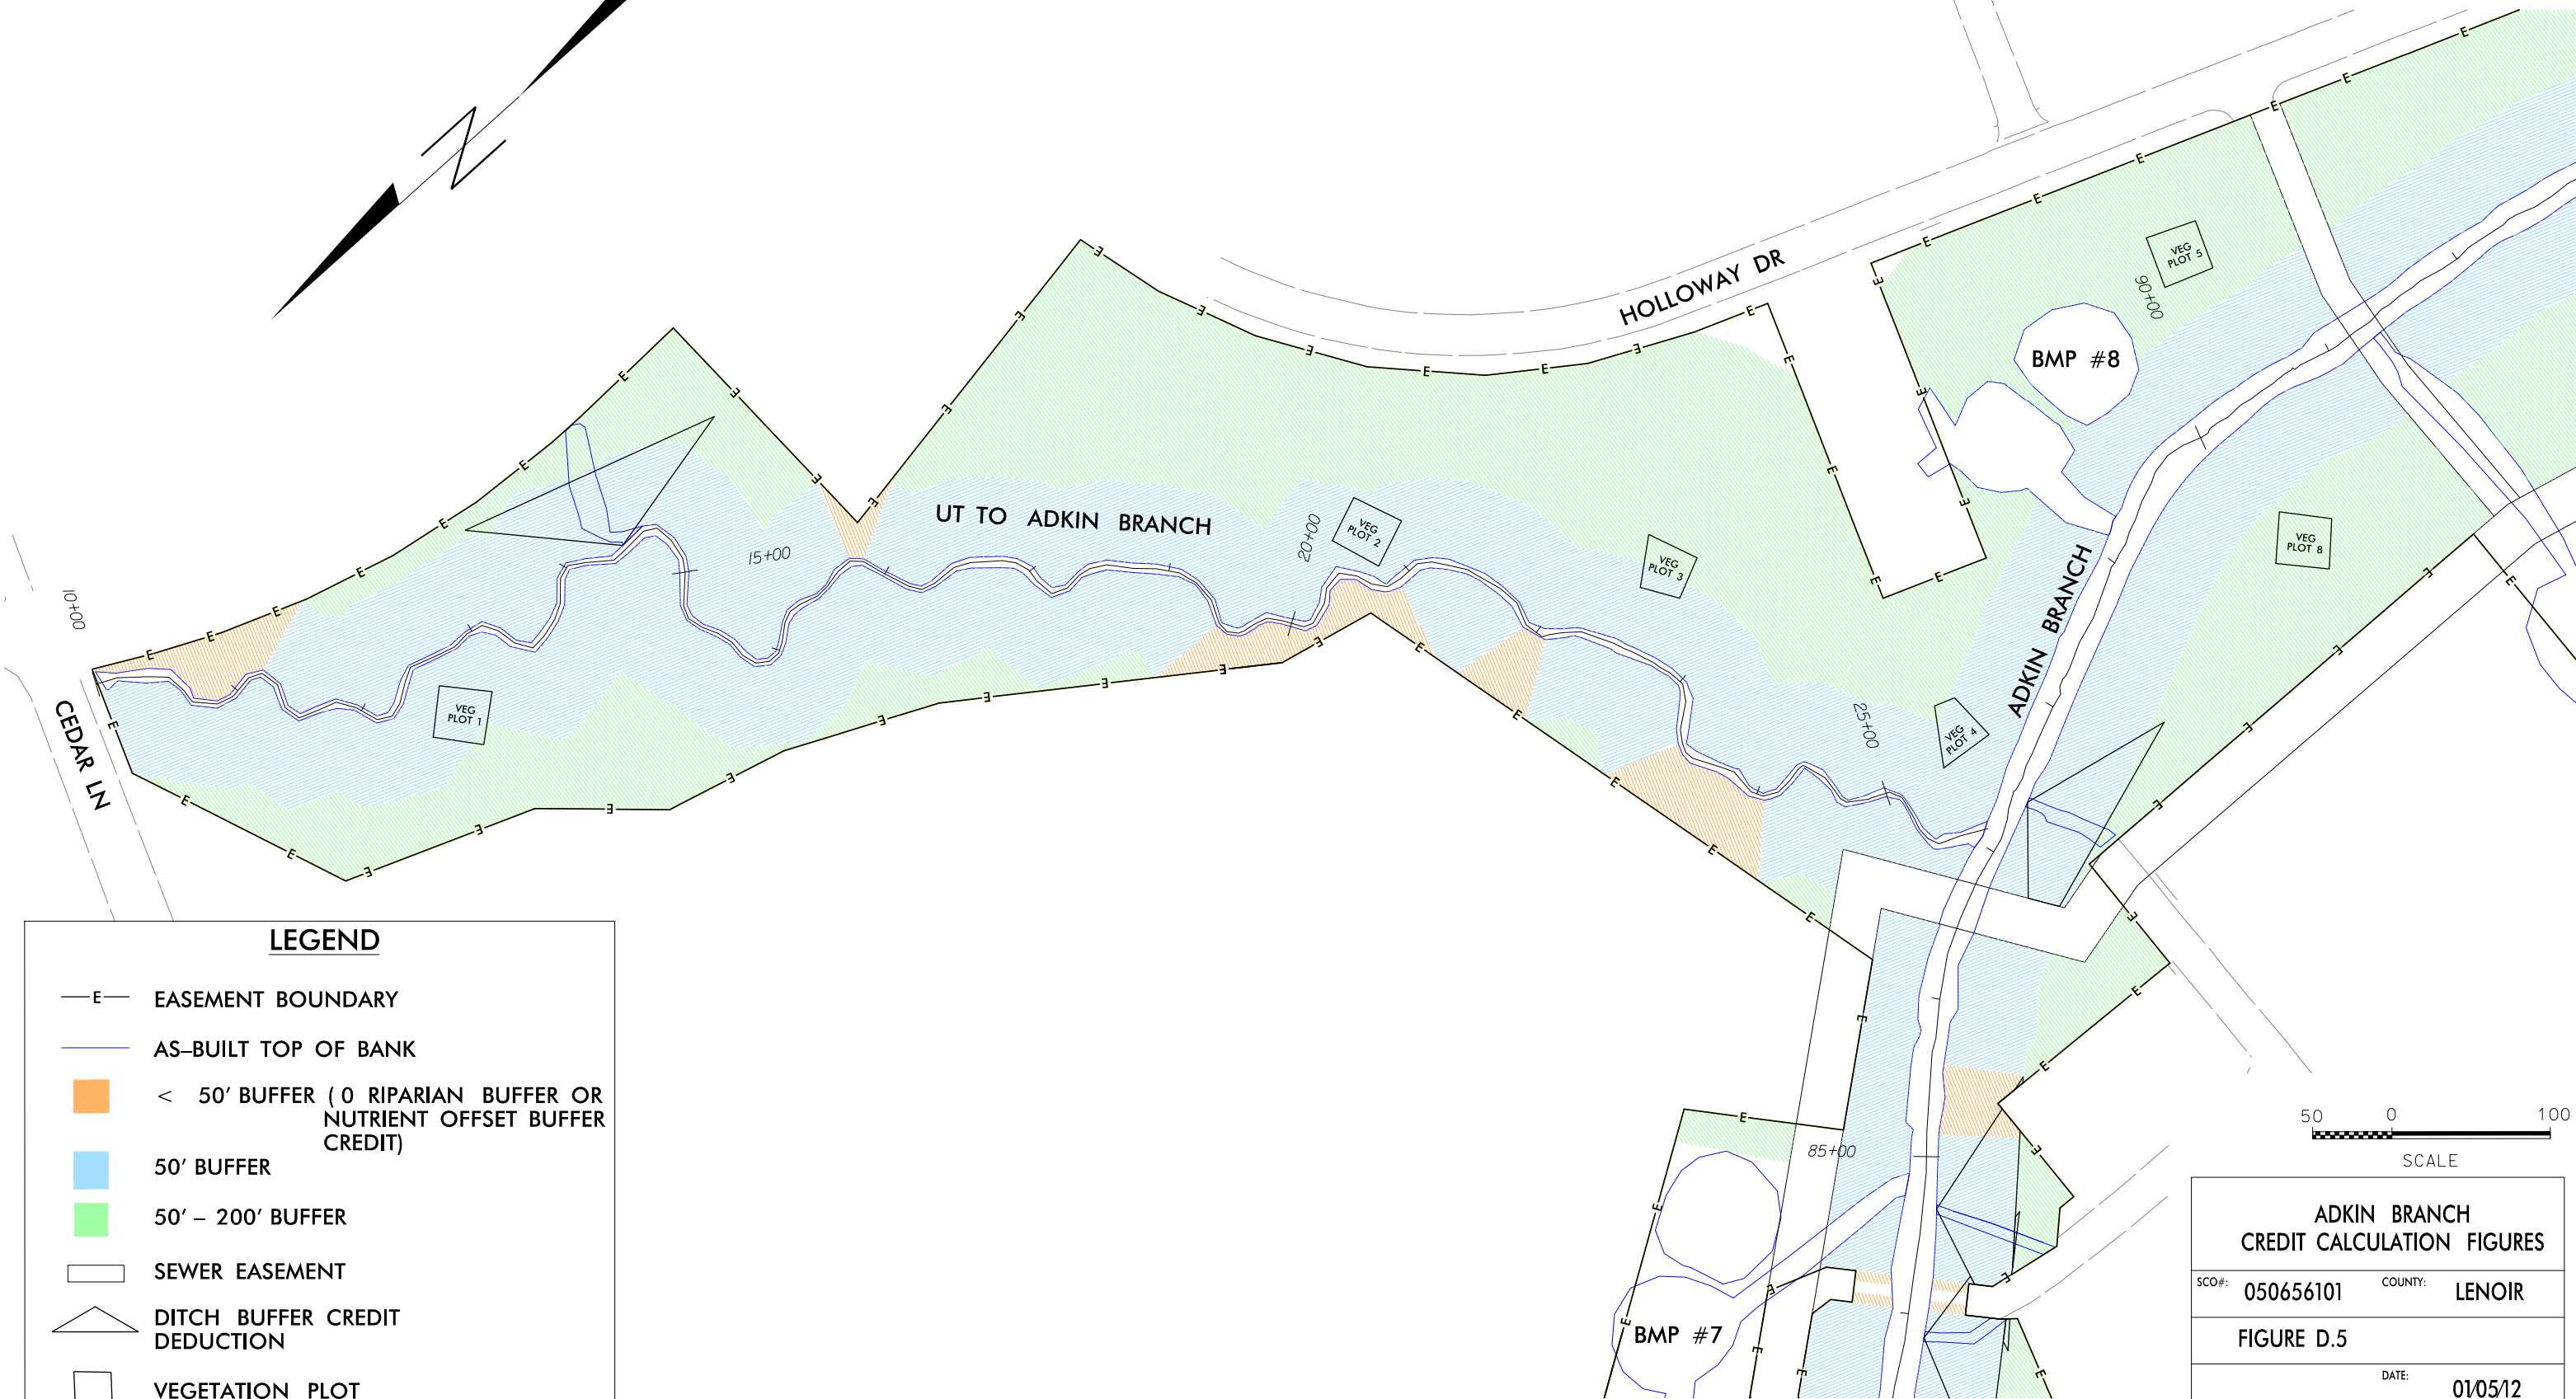 HOLLOWAY DR
VEG
PLOT 5
90+00
BMP #8
UT TO ADKIN BRANCH
15+00
20+00
VEG
PLOT 2
VEG
PLOT 3
VEG
PLOT 8
10+00
CEDAR LN
VEG
PLOT 1
25+00
VEG
PLOT 4
ADKIN BRANCH
85+00
BMP #7
LEGEND
E EASEMENT BOUNDARY
AS-BUILT TOP OF BANK
< 50' BUFFER (0 RIPARIAN BUFFER OR
NUTRIENT OFFSET BUFFER
CREDIT)
50' BUFFER
50' – 200' BUFFER
SEWER EASEMENT
DITCH BUFFER CREDIT
DEDUCTION
VEGETATION PLOT
50 0 100
SCALE
ADKIN BRANCH
CREDIT CALCULATION FIGURES
SCO#: 050656101 COUNTY: LENOIR
FIGURE D.5
DATE: 01/05/12